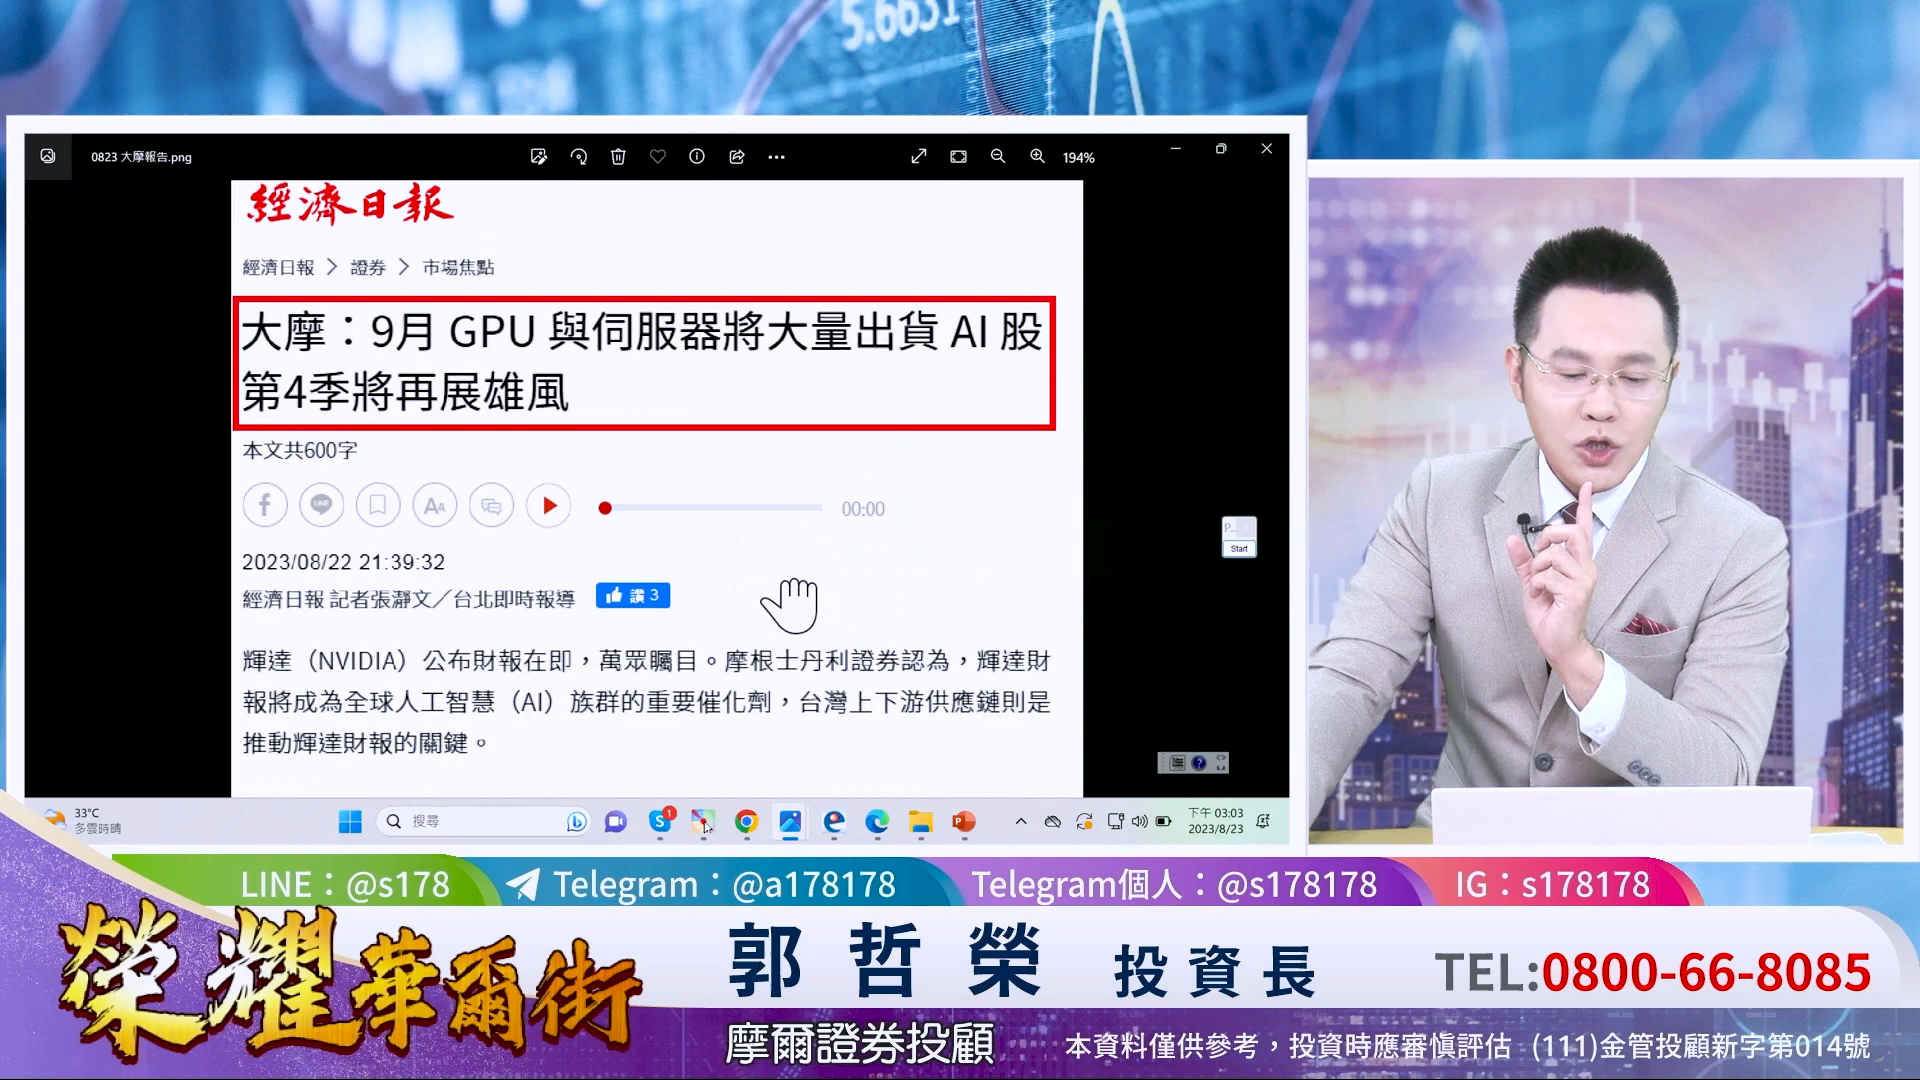 5.6631
0823 大摩報告.png
194%
經濟日報
經濟日報 > 證券 > 市場焦點
大摩：9月 GPU 與伺服器將大量出貨 AI 股
第4季將再展雄風
本文共600字
00:00
2023/08/22 21:39:32
經濟日報 記者張瀞文／台北即時報導
讚 3
輝達（NVIDIA）公布財報在即，萬眾矚目。摩根士丹利證券認為，輝達財
報將成為全球人工智慧（AI）族群的重要催化劑，台灣上下游供應鏈則是
推動輝達財報的關鍵。
P...
Start
33°C
多雲時晴
搜尋
1
下午 03:03
2023/8/23
LINE：@s178
Telegram：@a178178
Telegram個人：@s178178
IG：s178178
榮耀華爾街
郭哲榮 投資長
TEL:0800-66-8085
摩爾證券投顧
本資料僅供參考，投資時應審慎評估 (111)金管投顧新字第014號